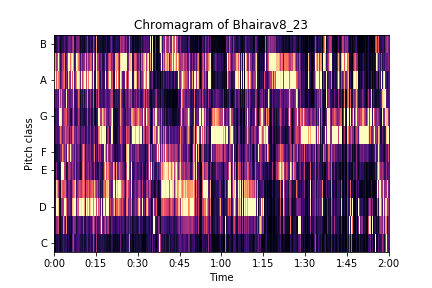 Chromagram of Bhairav8_23
B
A
G
F
E
D
C
Pitch class
0:00 0:15 0:30 0:45 1:00 1:15 1:30 1:45 2:00
Time